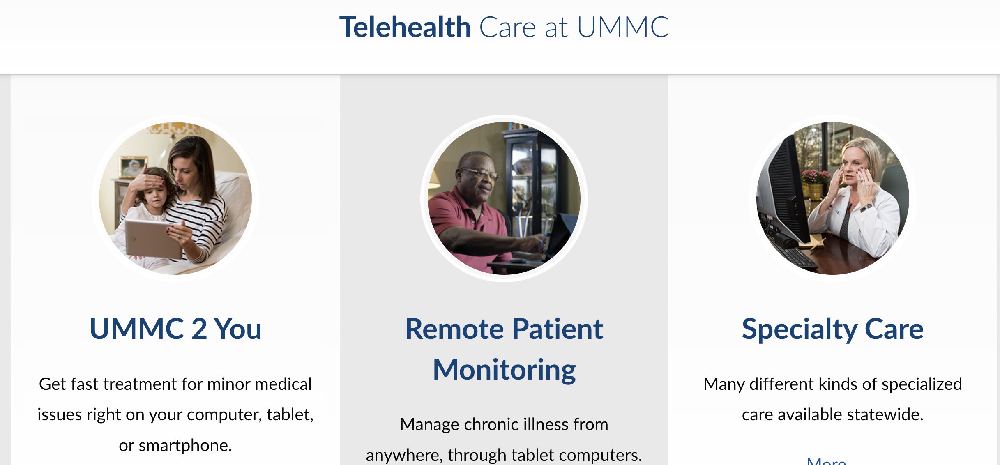 Telehealth Care at UMMC
UMMC 2 You
Get fast treatment for minor medical
issues right on your computer, tablet,
or smartphone.
Remote Patient
Monitoring
Manage chronic illness from
anywhere, through tablet computers.
Specialty Care
Many different kinds of specialized
care available statewide.
More